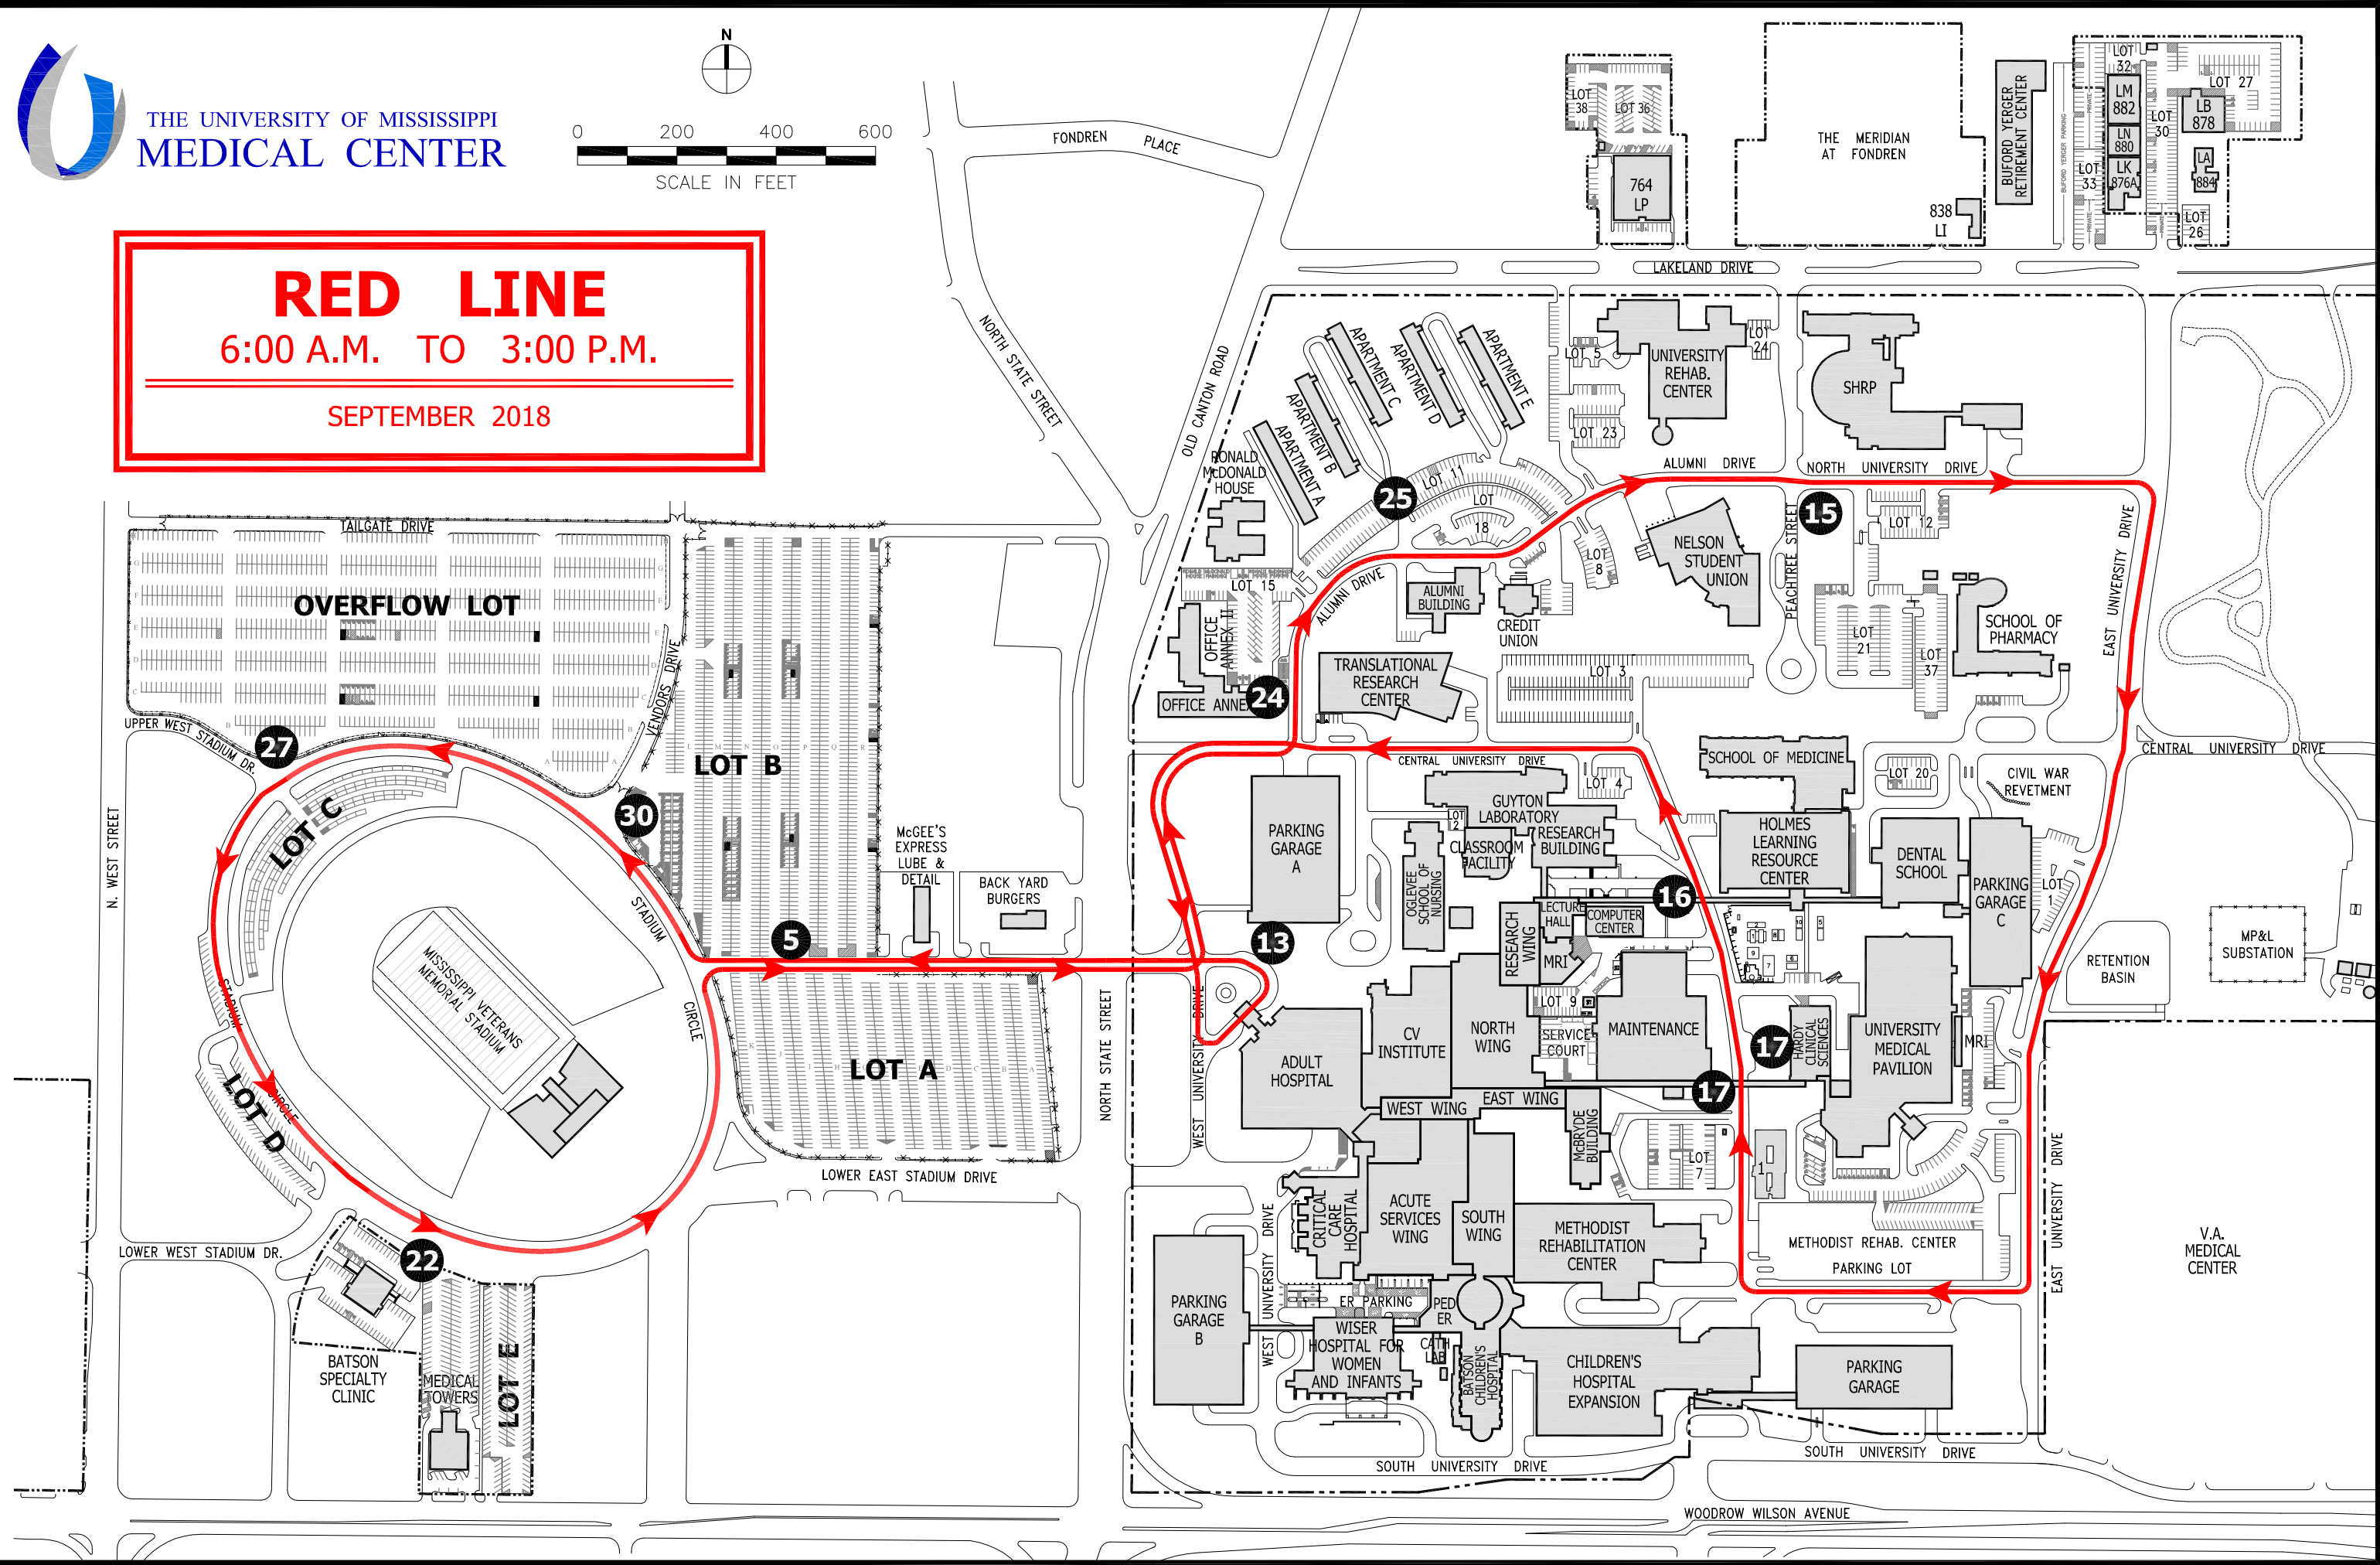 N
THE UNIVERSITY OF MISSISSIPPI
MEDICAL CENTER
0 200 400 600
SCALE IN FEET
RED LINE
6:00 A.M. TO 3:00 P.M.
SEPTEMBER 2018
FONDREN PLACE
NORTH STATE STREET
OLD CANTON ROAD
LOT
38
LOT 36
764
LP
THE MERIDIAN
AT FONDREN
838
LI
BUFORD YERGER
RETIREMENT CENTER
BUFORD YERGER PARKING
PRIVATE
PRIVATE
PRIVATE
LOT
32
LM
882
LN
880
LK
876A
LOT
33
LOT
30
LOT 27
LB
878
LA
884
LOT
26
LAKELAND DRIVE
APARTMENT A
APARTMENT B
APARTMENT C
APARTMENT D
APARTMENT E
RONALD
McDONALD
HOUSE
25
LOT 11
LOT
18
LOT 5
LOT 23
UNIVERSITY
REHAB.
CENTER
LOT
24
SHRP
ALUMNI DRIVE
NORTH UNIVERSITY DRIVE
15
LOT 12
PEACHTREE STREET
EAST UNIVERSITY DRIVE
NELSON
STUDENT
UNION
LOT
8
LOT 15
OFFICE
ANNEX II
OFFICE ANNE
24
ALUMNI DRIVE
ALUMNI
BUILDING
CREDIT
UNION
TRANSLATIONAL
RESEARCH
CENTER
LOT 3
LOT
21
LOT
37
SCHOOL OF
PHARMACY
TAILGATE DRIVE
OVERFLOW LOT
VENDORS DRIVE
UPPER WEST STADIUM DR.
27
30
LOT B
LOT C
N. WEST STREET
STADIUM
5
McGEE'S
EXPRESS
LUBE &
DETAIL
BACK YARD
BURGERS
MISSISSIPPI VETERANS
MEMORIAL STADIUM
STADIUM
CIRCLE
CIRCLE
LOT D
LOT A
NORTH STATE STREET
LOWER EAST STADIUM DRIVE
LOWER WEST STADIUM DR.
22
BATSON
SPECIALTY
CLINIC
MEDICAL
TOWERS
LOT E
CENTRAL UNIVERSITY DRIVE
CENTRAL UNIVERSITY DRIVE
PARKING
GARAGE
A
13
LOT 4
GUYTON
LABORATORY
LOT
2
CLASSROOM
FACILITY
RESEARCH
BUILDING
OGLEVEE
SCHOOL OF
NURSING
16
SCHOOL OF MEDICINE
LOT 20
CIVIL WAR
REVETMENT
HOLMES
LEARNING
RESOURCE
CENTER
DENTAL
SCHOOL
PARKING
GARAGE
C
LOT
1
RESEARCH
WING
LECTURE
HALL
COMPUTER
CENTER
MRI
LOT 9
SERVICE
COURT
MAINTENANCE
RETENTION
BASIN
MP&L
SUBSTATION
WEST UNIVERSITY DRIVE
ADULT
HOSPITAL
CV
INSTITUTE
NORTH
WING
17
HARDY
CLINICAL
SCIENCES
UNIVERSITY
MEDICAL
PAVILION
MRI
17
WEST WING
EAST WING
McBRYDE
BUILDING
LOT
7
EAST UNIVERSITY DRIVE
CRITICAL
CARE
HOSPITAL
ACUTE
SERVICES
WING
SOUTH
WING
METHODIST
REHABILITATION
CENTER
METHODIST REHAB. CENTER
PARKING LOT
V.A.
MEDICAL
CENTER
PARKING
GARAGE
B
WEST UNIVERSITY DRIVE
ER PARKING
PED
ER
WISER
HOSPITAL FOR
WOMEN
AND INFANTS
CATH
LAB
BATSON
CHILDREN'S
HOSPITAL
CHILDREN'S
HOSPITAL
EXPANSION
PARKING
GARAGE
SOUTH UNIVERSITY DRIVE
SOUTH UNIVERSITY DRIVE
WOODROW WILSON AVENUE